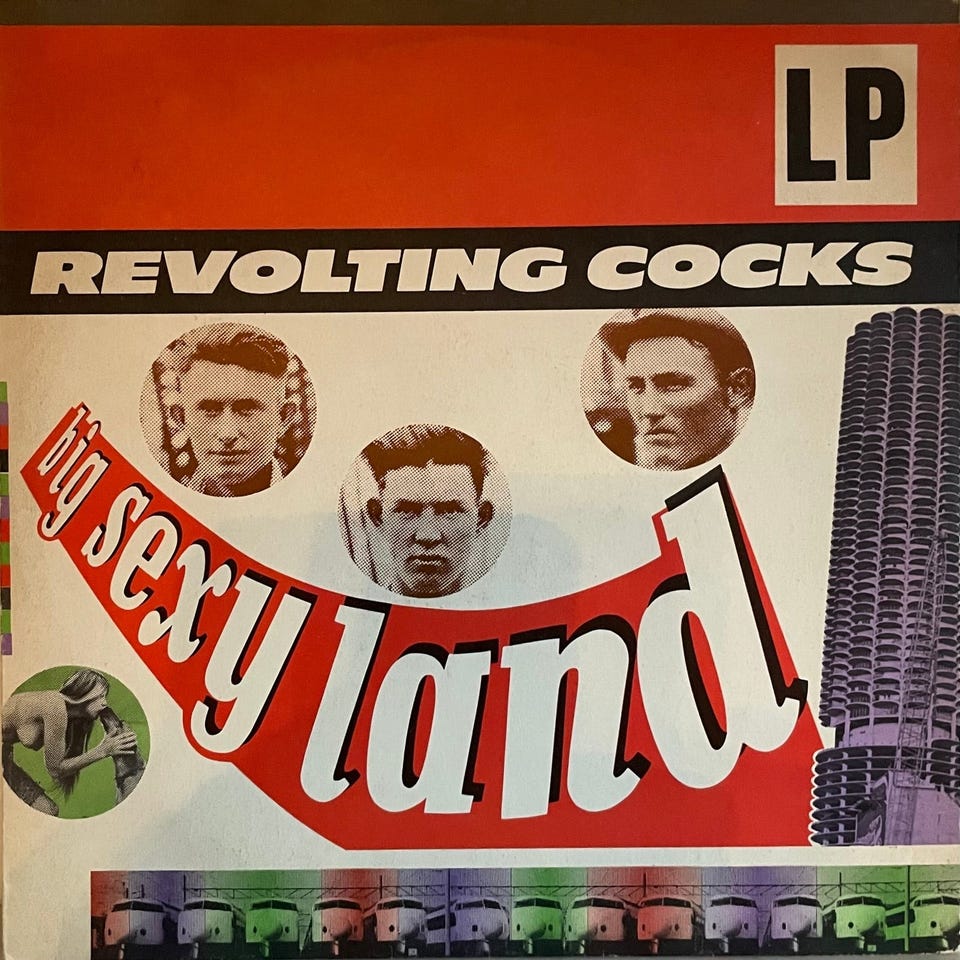 LP
REVOLTING COCKS
big sexy land